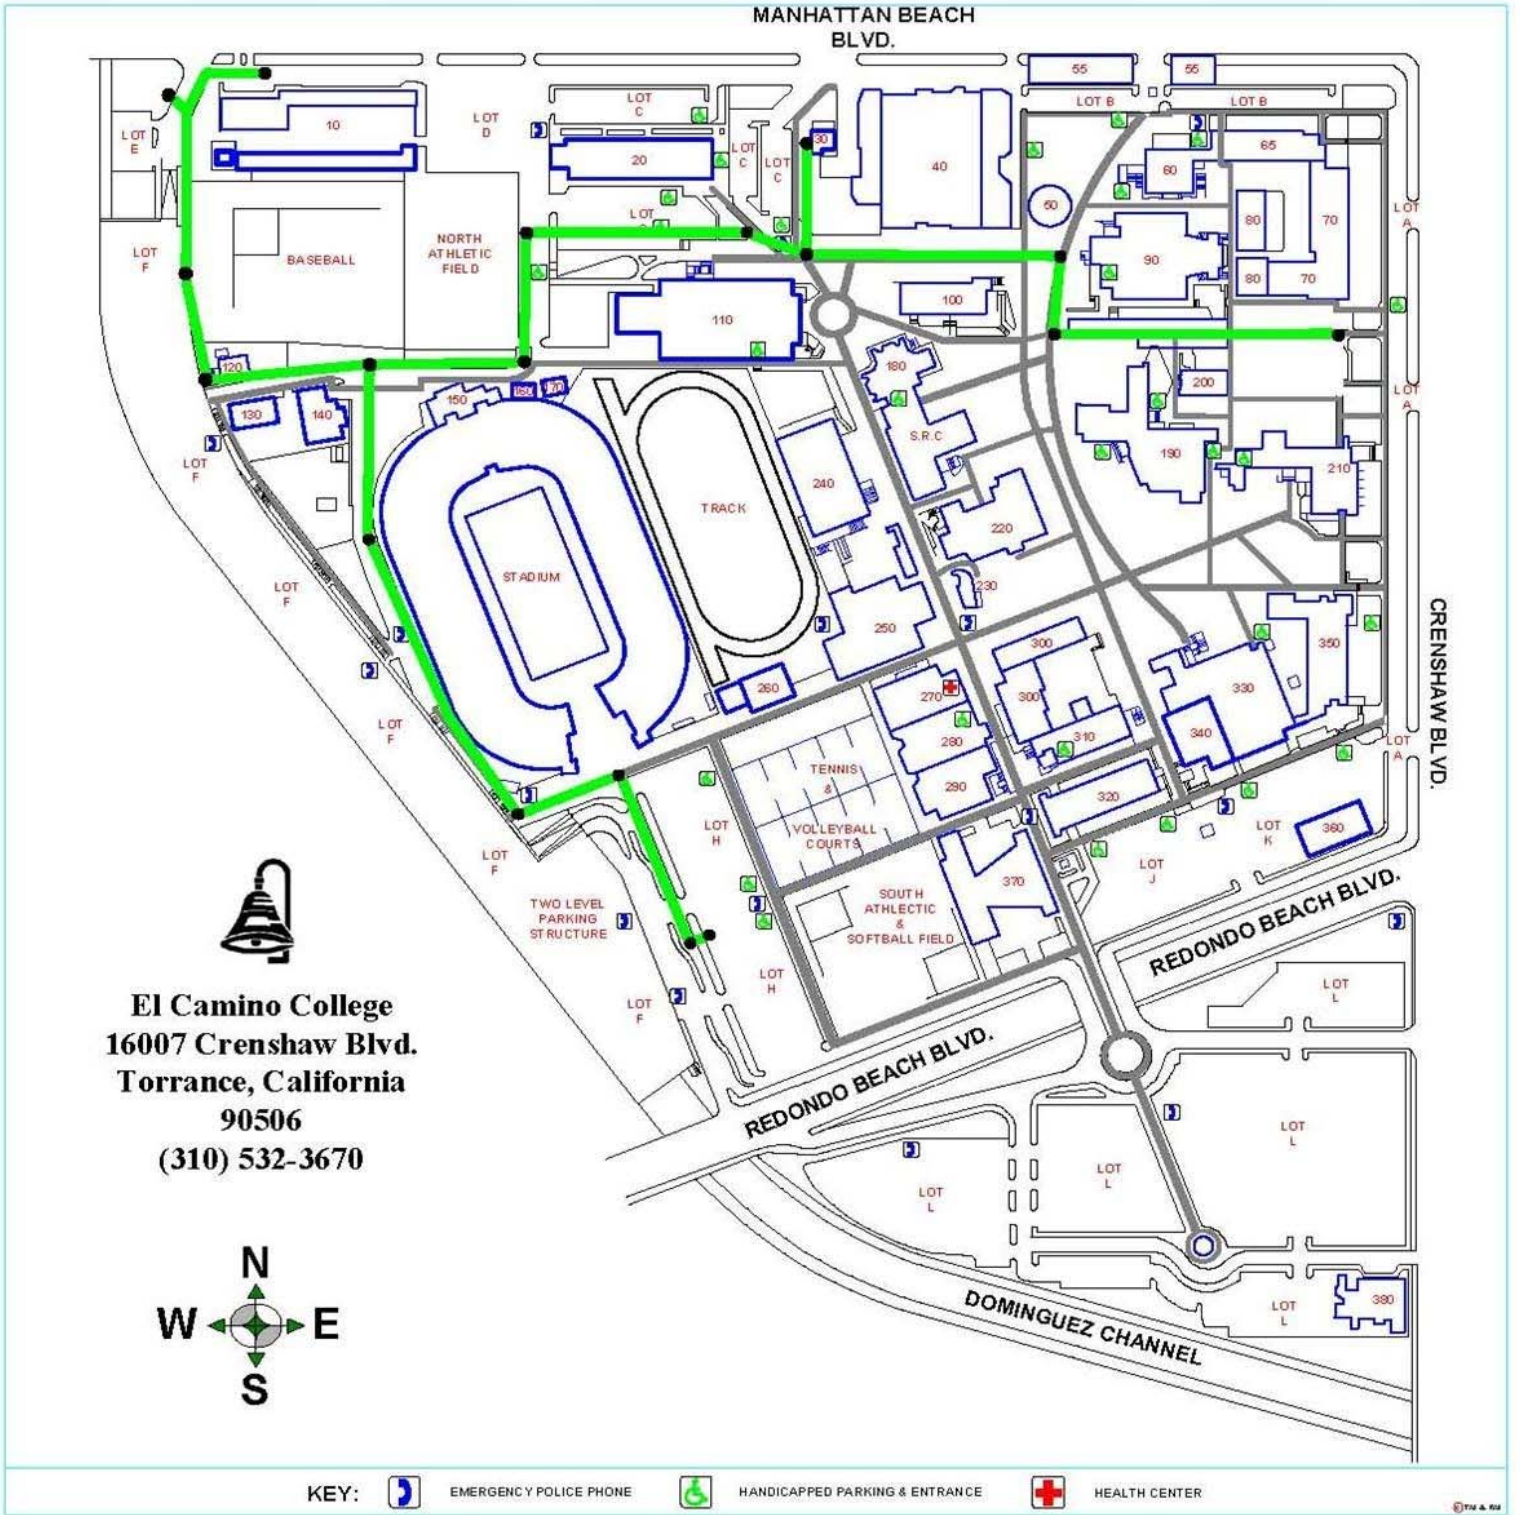 MANHATTAN BEACH
BLVD.
55
55
LOT
C
LOT B
LOT B
LOT
D
10
LOT
E
30
65
20
LOT
C
LOT
C
40
60
50
LOT
A
LOT
80
70
NORTH
ATHLETIC
FIELD
BASEBALL
LOT
F
90
80
70
100
110
120
180
200
LOT
A
150
160
170
130
140
S.R.C
190
LOT
F
210
240
TRACK
220
STADIUM
LOT
F
230
250
300
350
CRENSHAW BLVD.
260
270
300
330
LOT
F
310
340
280
LOT
A
TENNIS
&
VOLLEYBALL
COURTS
290
320
LOT
H
LOT
K
360
LOT
F
LOT
J
370
SOUTH
ATHLECTIC
&
SOFTBALL FIELD
TWO LEVEL
PARKING
STRUCTURE
REDONDO BEACH BLVD.
LOT
H
LOT
L
LOT
F
El Camino College
16007 Crenshaw Blvd.
Torrance, California
90506
(310) 532-3670
REDONDO BEACH BLVD.
LOT
L
LOT
L
LOT
L
N
W
E
S
DOMINGUEZ CHANNEL
LOT
L
380
KEY:
EMERGENCY POLICE PHONE
HANDICAPPED PARKING & ENTRANCE
HEALTH CENTER